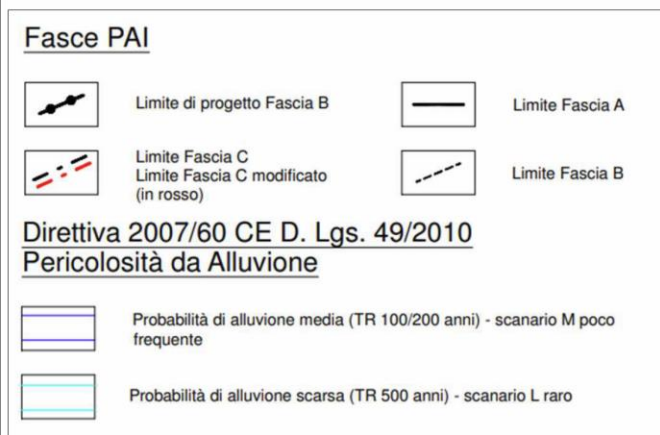 Fasce PAI
Limite di progetto Fascia B
Limite Fascia A
Limite Fascia C
Limite Fascia C modificato
(in rosso)
Limite Fascia B
Direttiva 2007/60 CE D. Lgs. 49/2010
Pericolosità da Alluvione
Probabilità di alluvione media (TR 100/200 anni) - scanario M poco
frequente
Probabilità di alluvione scarsa (TR 500 anni) - scanario L raro